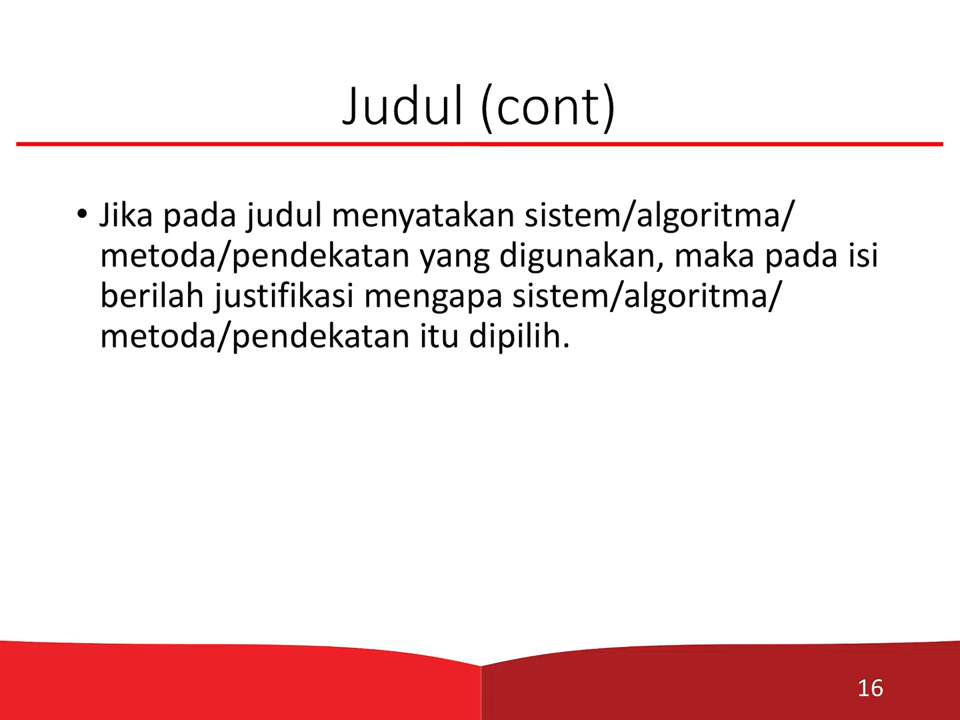 Judul (cont)
• Jika pada judul menyatakan sistem/algoritma/
metoda/pendekatan yang digunakan, maka pada isi
berilah justifikasi mengapa sistem/algoritma/
metoda/pendekatan itu dipilih.
16